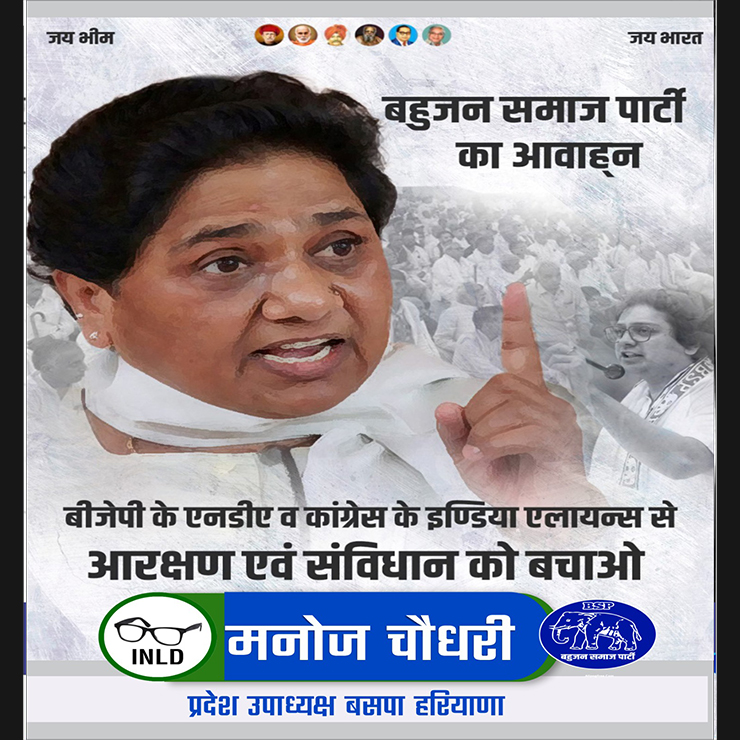 जय भीम
जय भारत
बहुजन समाज पार्टी
का आवाह्न
बीजेपी के एनडीए व कांग्रेस के इण्डिया एलायन्स से
आरक्षण एवं संविधान को बचाओ
INLD
मनोज चौधरी
BSP
बहुजन समाज पार्टी
प्रदेश उपाध्यक्ष बसपा हरियाणा